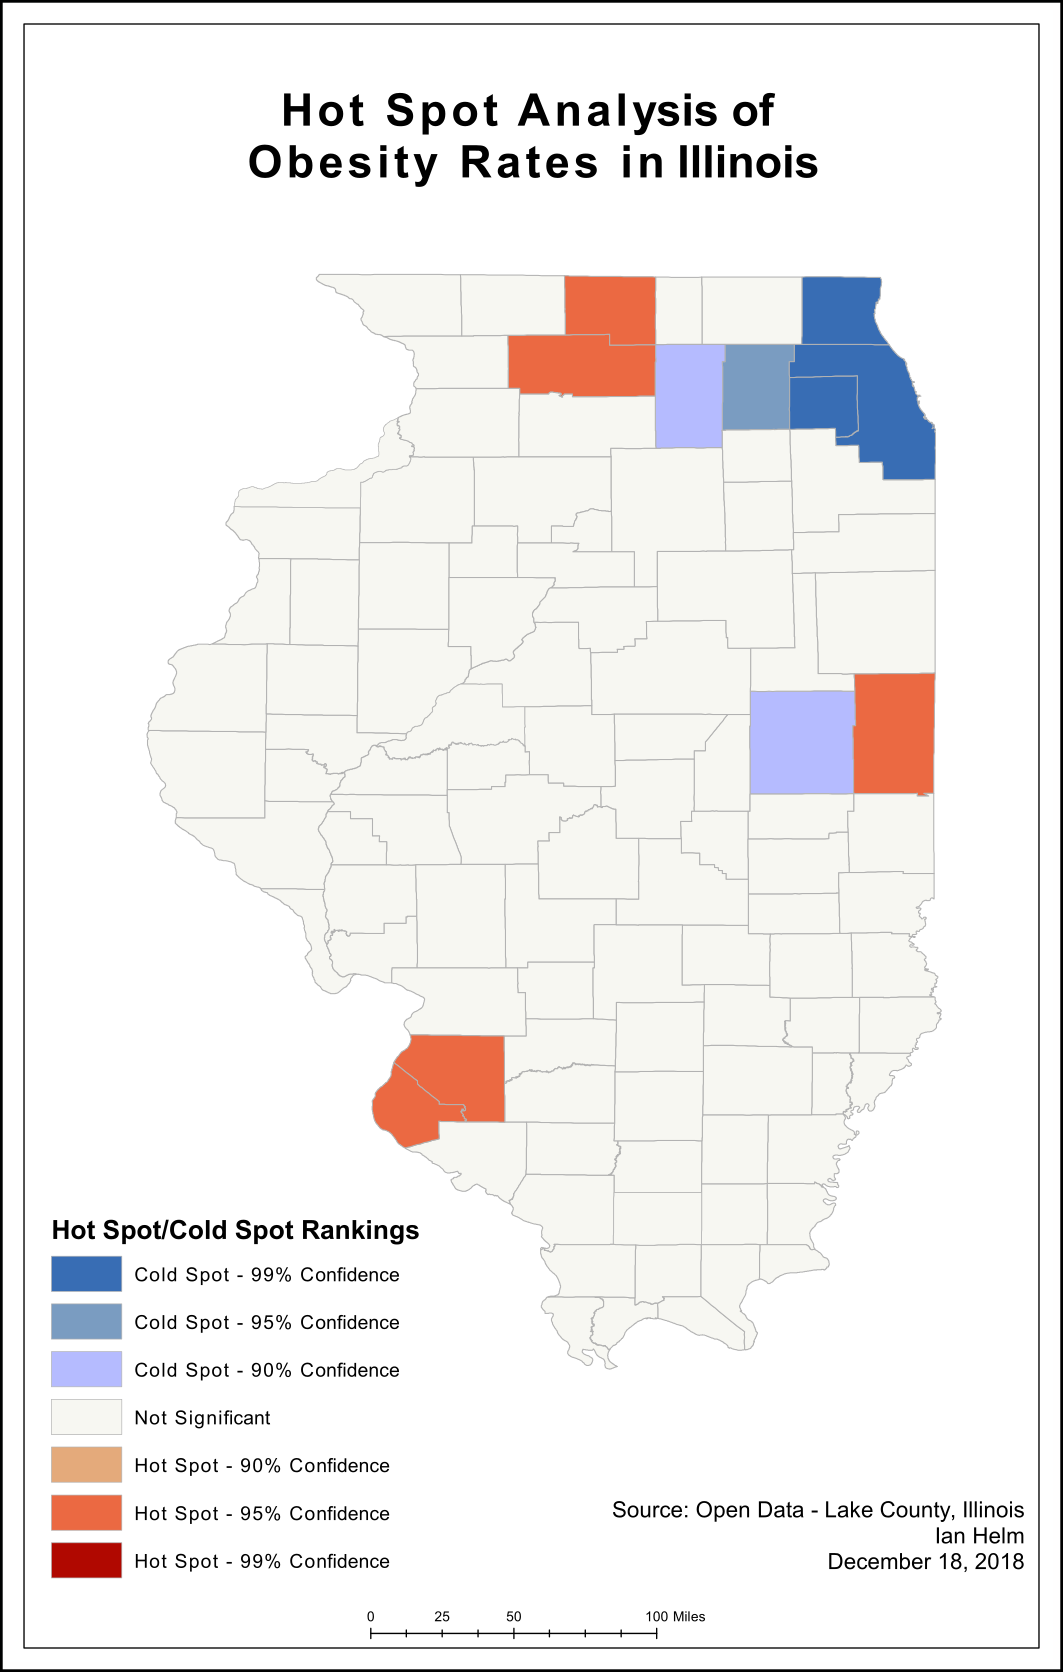 Hot Spot Analysis of
Obesity Rates in Illinois
Hot Spot/Cold Spot Rankings
Cold Spot - 99% Confidence
Cold Spot - 95% Confidence
Cold Spot - 90% Confidence
Not Significant
Hot Spot - 90% Confidence
Hot Spot - 95% Confidence
Hot Spot - 99% Confidence
Source: Open Data - Lake County, Illinois
Ian Helm
December 18, 2018
0 25 50 100 Miles